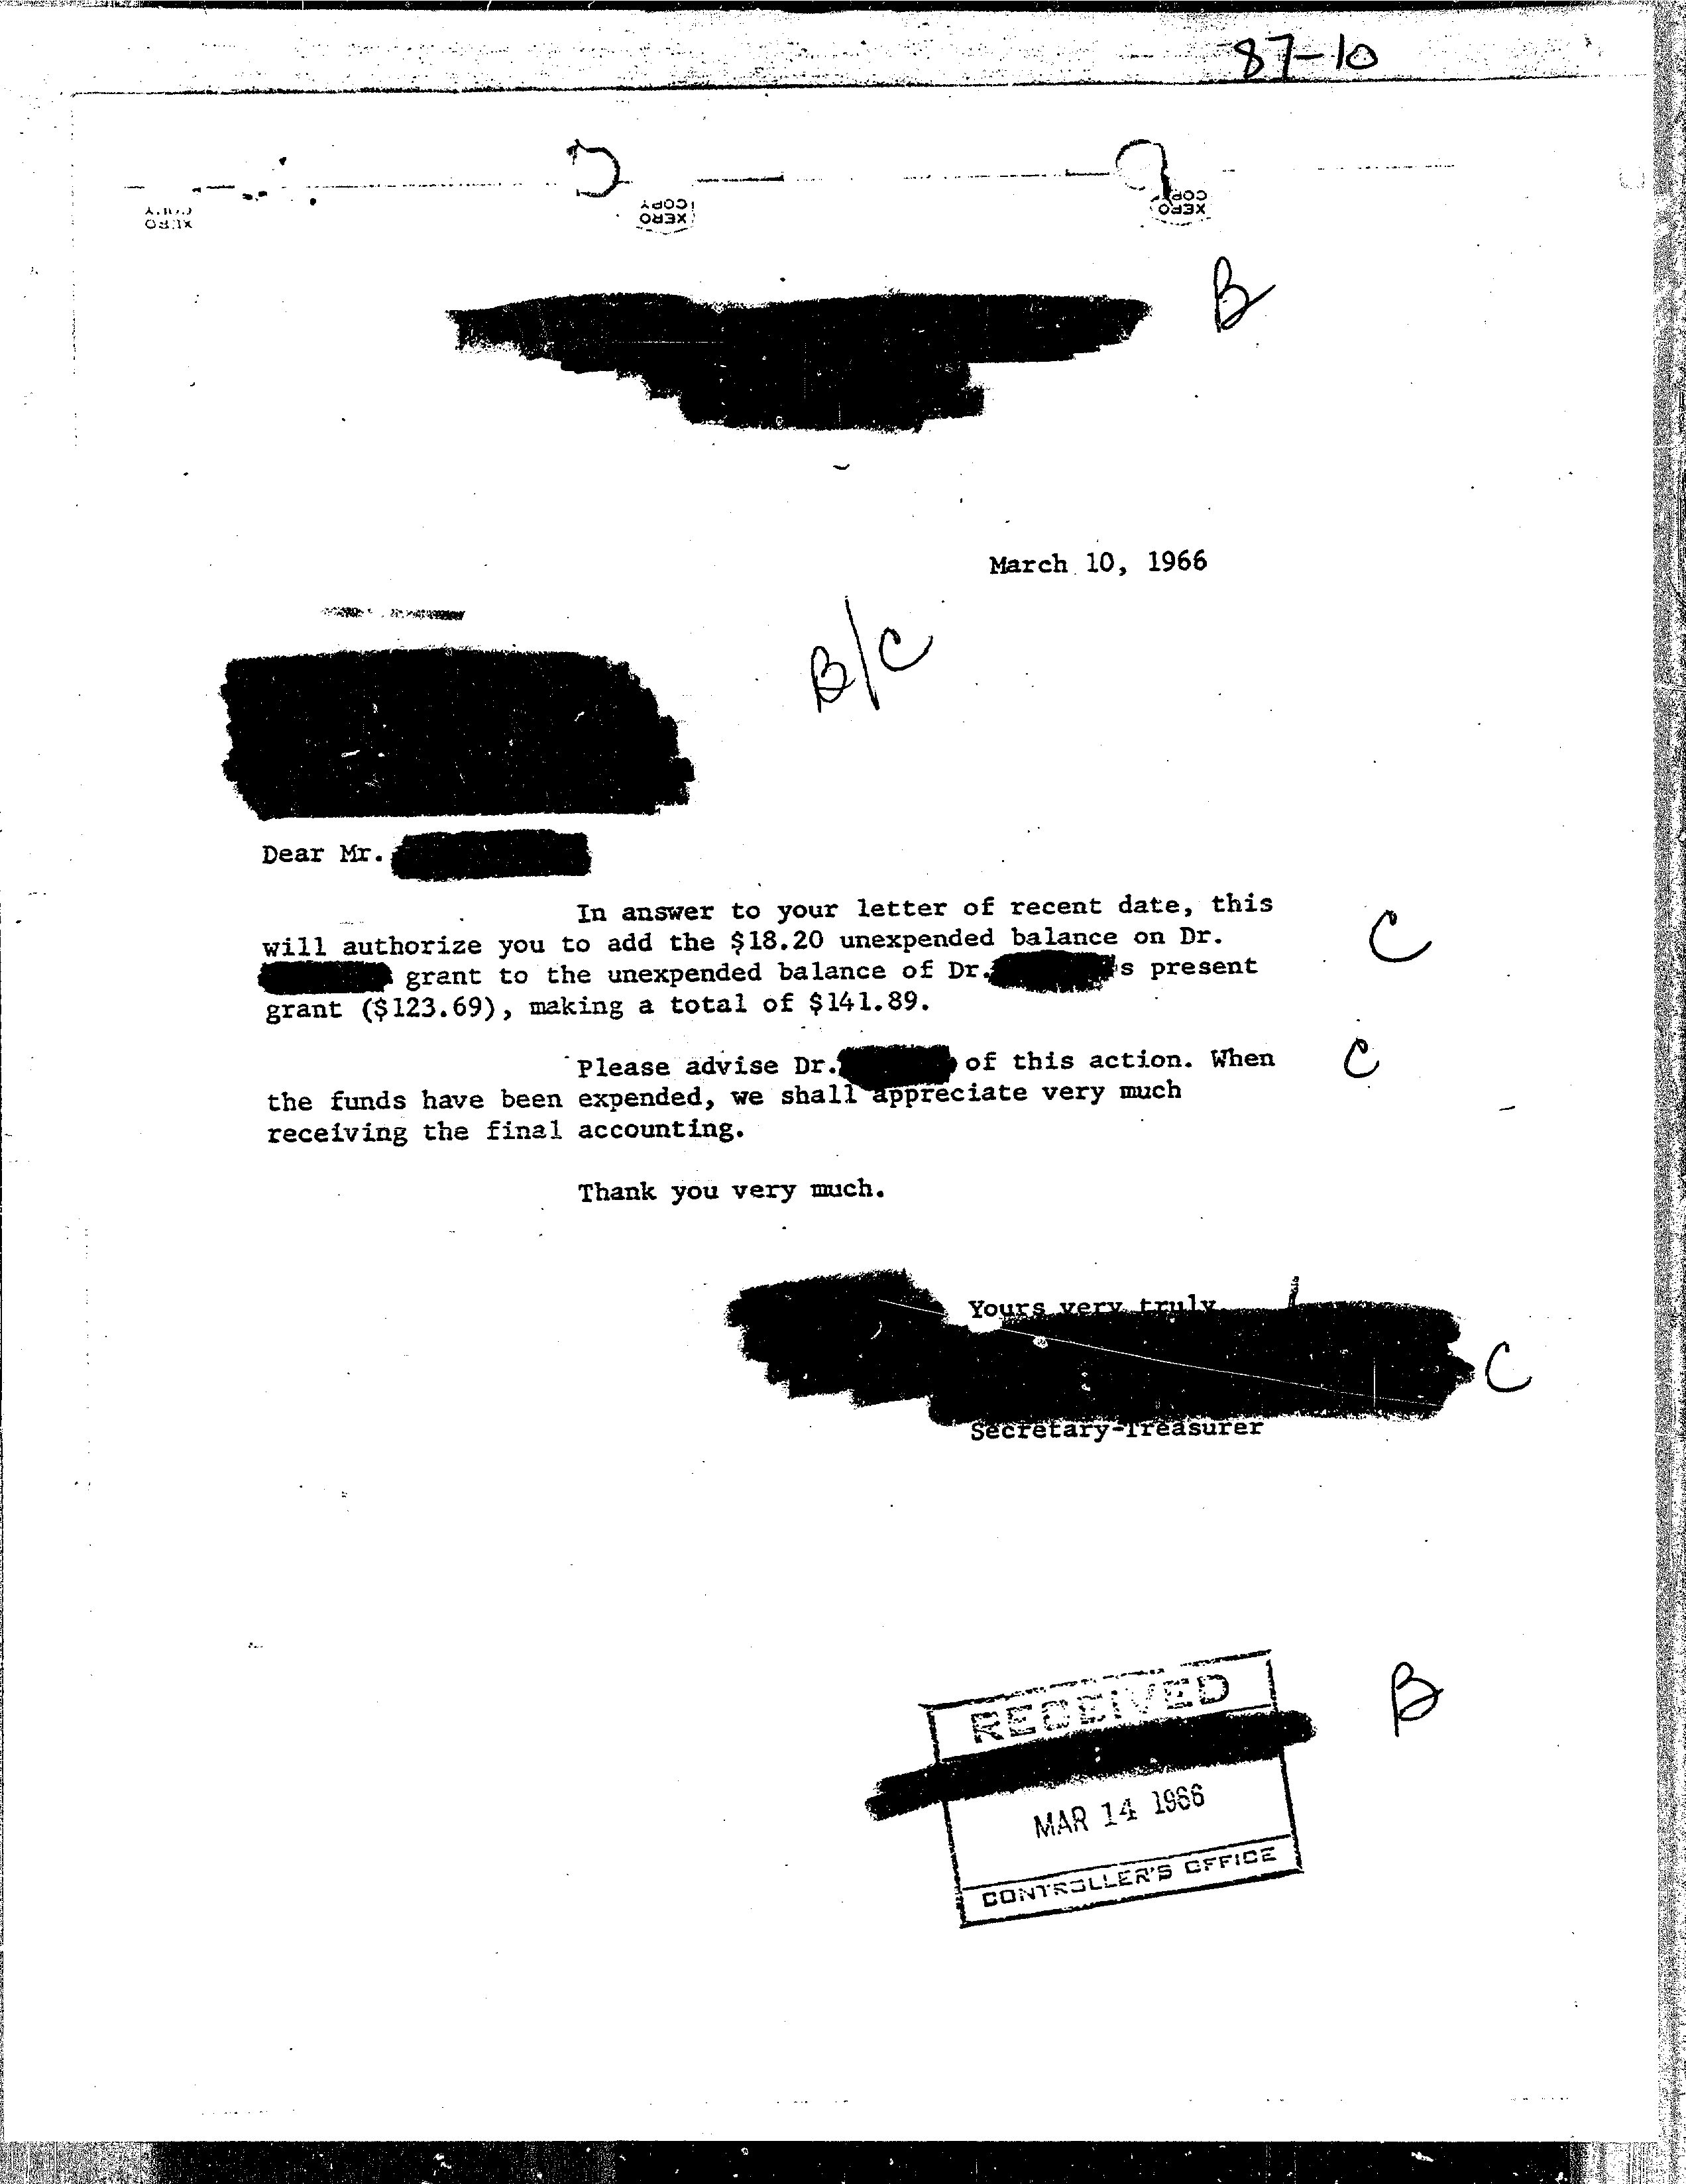 87-10
XERO
COPY
XERO
COPY
XERO
COPY
B
March 10, 1966
B/C
Dear Mr.
In answer to your letter of recent date, this
will authorize you to add the $18.20 unexpended balance on Dr.
C
grant to the unexpended balance of Dr. 's present
grant ($123.69), making a total of $141.89.
Please advise Dr. of this action. When
C
the funds have been expended, we shall appreciate very much
receiving the final accounting.
Thank you very much.
Yours very truly,
C
Secretary-Treasurer
RECEIVED
B
MAR 14 1966
CONTROLLER'S OFFICE